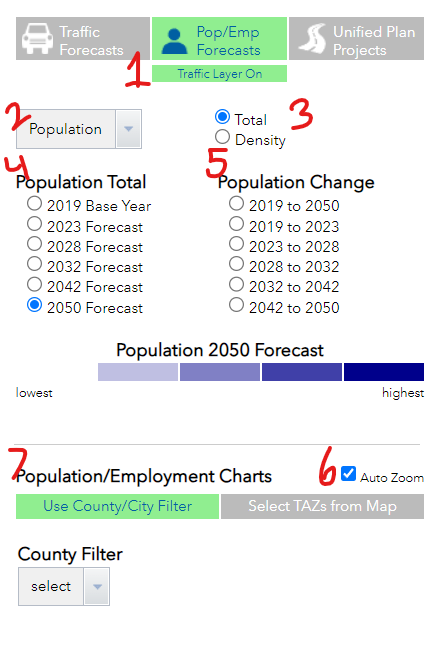 Traffic Forecasts
Pop/Emp Forecasts
Unified Plan Projects
1
Traffic Layer On
2
Population
Total
3
Density
4
5
Population Total
Population Change
2019 Base Year
2019 to 2050
2023 Forecast
2019 to 2023
2028 Forecast
2023 to 2028
2032 Forecast
2028 to 2032
2042 Forecast
2032 to 2042
2050 Forecast
2042 to 2050
Population 2050 Forecast
lowest
highest
7
Population/Employment Charts
6
Auto Zoom
Use County/City Filter
Select TAZs from Map
County Filter
select